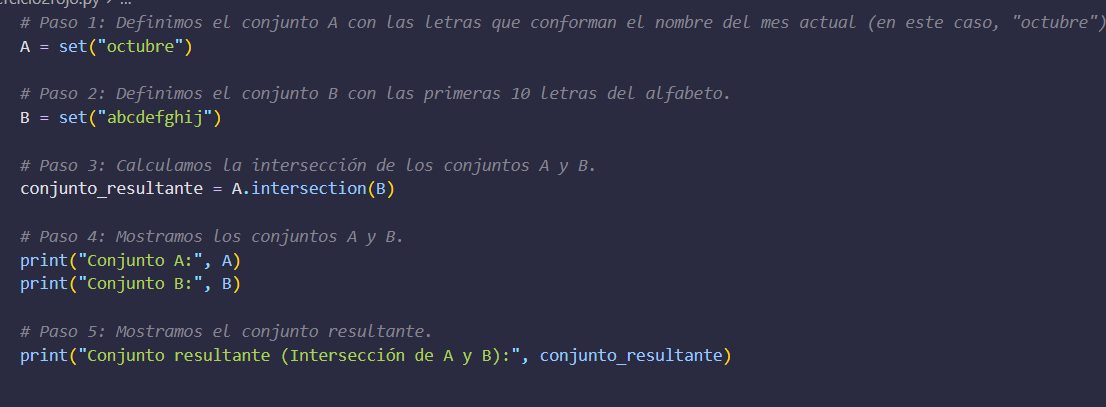 ercicio2rojo.py > ...
# Paso 1: Definimos el conjunto A con las letras que conforman el nombre del mes actual (en este caso, "octubre")
A = set("octubre")
# Paso 2: Definimos el conjunto B con las primeras 10 letras del alfabeto.
B = set("abcdefghij")
# Paso 3: Calculamos la intersección de los conjuntos A y B.
conjunto_resultante = A.intersection(B)
# Paso 4: Mostramos los conjuntos A y B.
print("Conjunto A:", A)
print("Conjunto B:", B)
# Paso 5: Mostramos el conjunto resultante.
print("Conjunto resultante (Intersección de A y B):", conjunto_resultante)